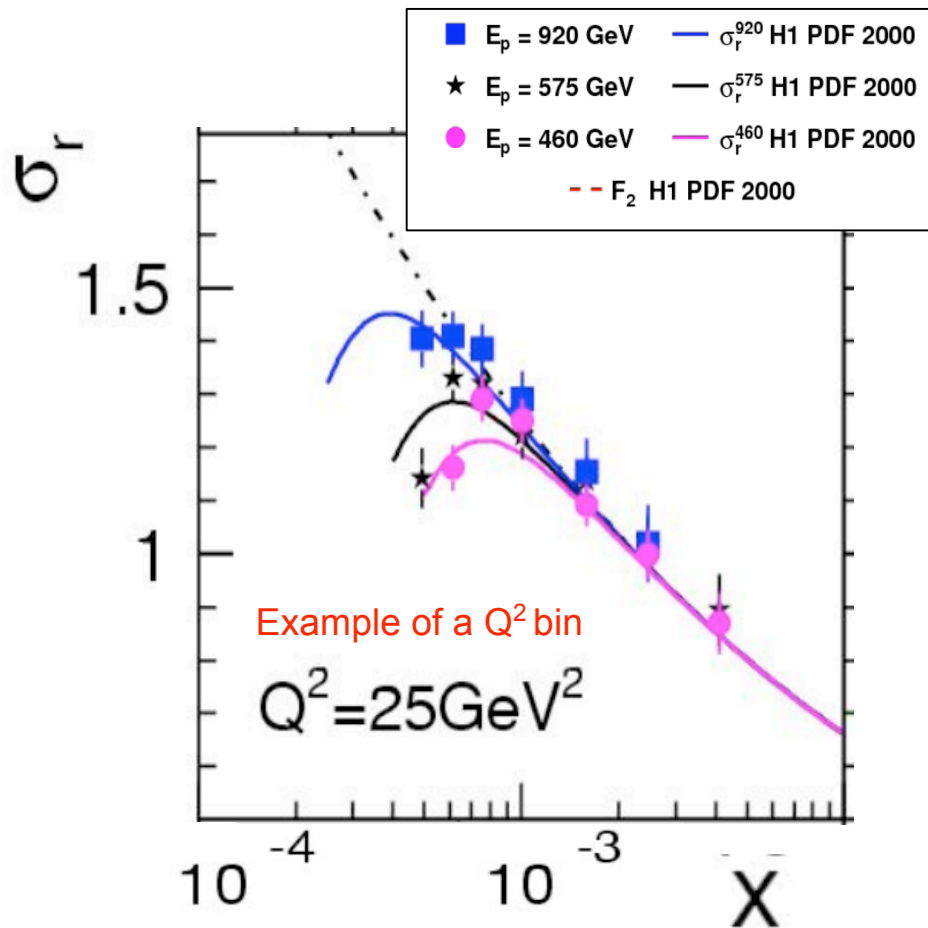 E_p = 920 GeV σ_r^920 H1 PDF 2000
E_p = 575 GeV σ_r^575 H1 PDF 2000
E_p = 460 GeV σ_r^460 H1 PDF 2000
F_2 H1 PDF 2000
σ_r
1.5
1
Example of a Q^2 bin
Q^2=25GeV^2
10^-4 10^-3 X